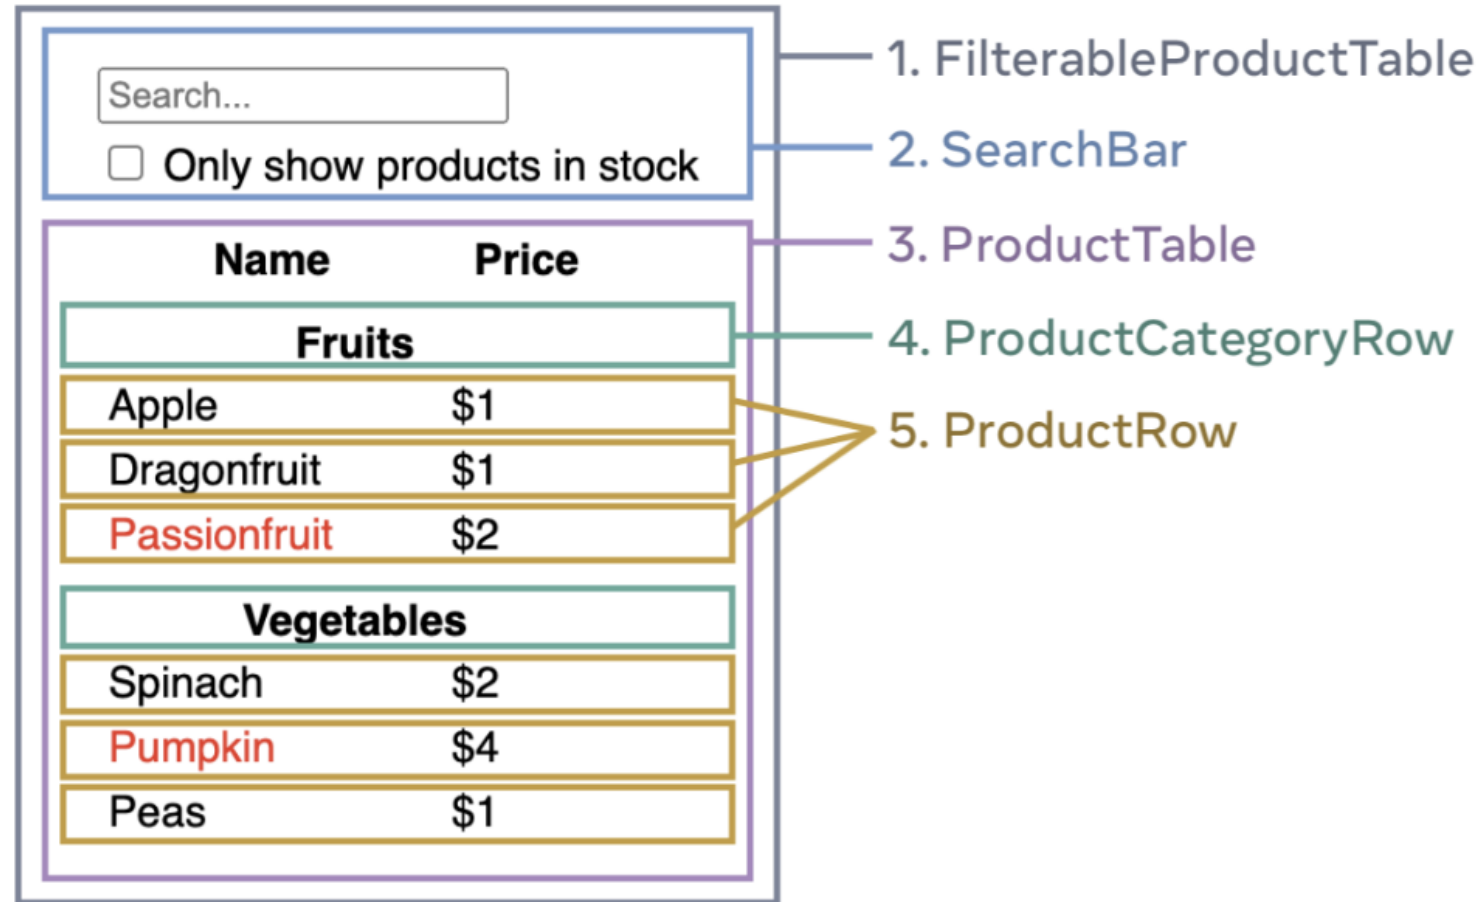 Search...
Only show products in stock
Name Price
Fruits
Apple $1
Dragonfruit $1
Passionfruit $2
Vegetables
Spinach $2
Pumpkin $4
Peas $1
1. FilterableProductTable
2. SearchBar
3. ProductTable
4. ProductCategoryRow
5. ProductRow